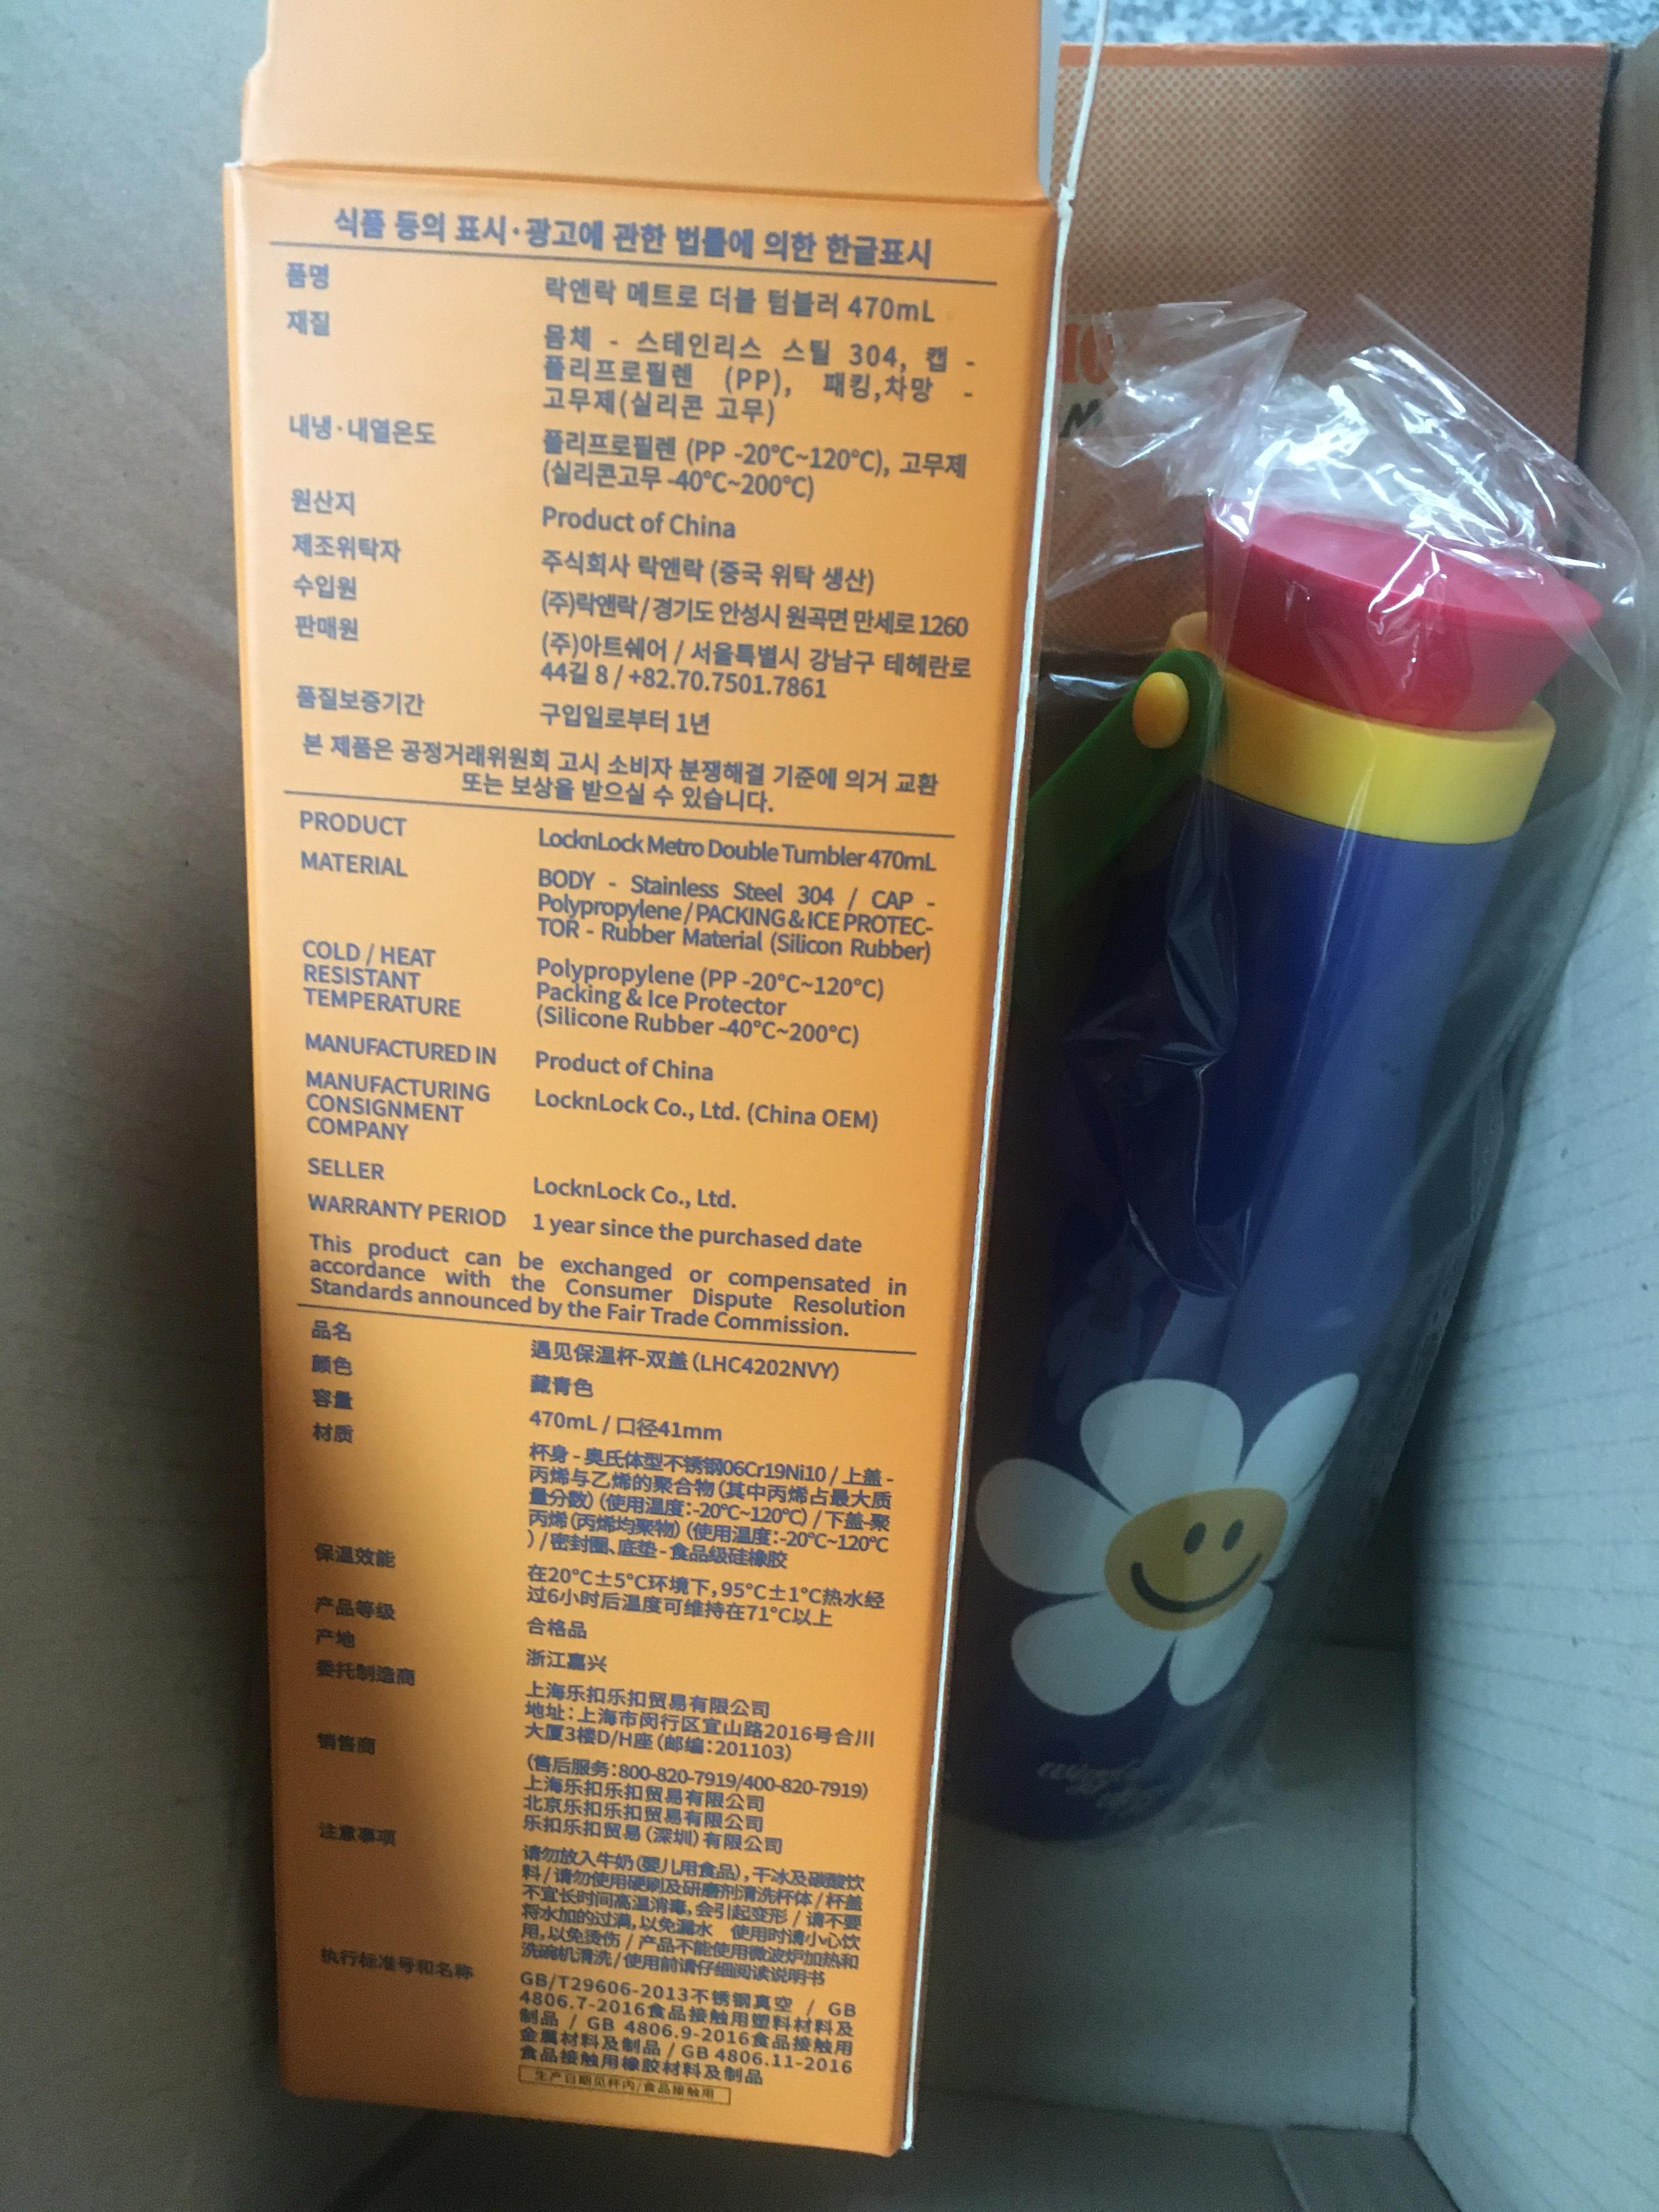 식품 등의 표시·광고에 관한 법률에 의한 한글표시
품명 락앤락 메트로 더블 텀블러 470mL
재질 몸체 - 스테인리스 스틸 304, 캡 -
폴리프로필렌 (PP), 패킹,차망 -
고무제(실리콘 고무)
내냉·내열온도 폴리프로필렌 (PP -20°C~120°C), 고무제
(실리콘고무 -40°C~200°C)
원산지 Product of China
제조위탁자 주식회사 락앤락 (중국 위탁 생산)
수입원 (주)락앤락 / 경기도 안성시 원곡면 만세로 1260
판매원 (주)아트쉐어 / 서울특별시 강남구 테헤란로
44길 8 / +82.70.7501.7861
품질보증기간 구입일로부터 1년
본 제품은 공정거래위원회 고시 소비자 분쟁해결 기준에 의거 교환
또는 보상을 받으실 수 있습니다.
PRODUCT LocknLock Metro Double Tumbler 470mL
MATERIAL BODY - Stainless Steel 304 / CAP -
Polypropylene / PACKING & ICE PROTEC-
TOR - Rubber Material (Silicon Rubber)
COLD / HEAT
RESISTANT
TEMPERATURE
Polypropylene (PP -20°C~120°C)
Packing & Ice Protector
(Silicone Rubber -40°C~200°C)
MANUFACTURED IN Product of China
MANUFACTURING
CONSIGNMENT
COMPANY
LocknLock Co., Ltd. (China OEM)
SELLER LocknLock Co., Ltd.
WARRANTY PERIOD 1 year since the purchased date
This product can be exchanged or compensated in
accordance with the Consumer Dispute Resolution
Standards announced by the Fair Trade Commission.
品名 遇见保温杯-双盖(LHC4202NVY)
颜色 藏青色
容量 470mL / 口径41mm
材质 杯身 - 奥氏体型不锈钢06Cr19Ni10 / 上盖 -
丙烯与乙烯的聚合物(其中丙烯占最大质
量分数)(使用温度:-20°C~120°C) / 下盖-聚
丙烯(丙烯均聚物)(使用温度:-20°C~120°C
) / 密封圈、底垫 - 食品级硅橡胶
保温效能 在20°C±5°C环境下,95°C±1°C热水经
过6小时后温度可维持在71°C以上
产品等级 合格品
产地 浙江嘉兴
委托制造商 上海乐扣乐扣贸易有限公司
地址:上海市闵行区宜山路2016号合川
大厦3楼D/H座(邮编:201103)
销售商 (售后服务:800-820-7919/400-820-7919)
上海乐扣乐扣贸易有限公司
北京乐扣乐扣贸易有限公司
乐扣乐扣贸易(深圳)有限公司
注意事项 请勿放入牛奶(婴儿用食品),干冰及碳酸饮
料 / 请勿使用硬刷及研磨剂清洗杯体 / 杯盖
不宜长时间高温消毒,会引起变形 / 请不要
将水加的过满,以免漏水 使用时请小心饮
用,以免烫伤 / 产品不能使用微波炉加热和
洗碗机清洗 / 使用前请仔细阅读说明书
执行标准号和名称 GB/T29606-2013不锈钢真空 / GB
4806.7-2016食品接触用塑料材料及
制品 / GB 4806.9-2016食品接触用
金属材料及制品 / GB 4806.11-2016
食品接触用橡胶材料及制品
生产日期见杯内/食品接触用